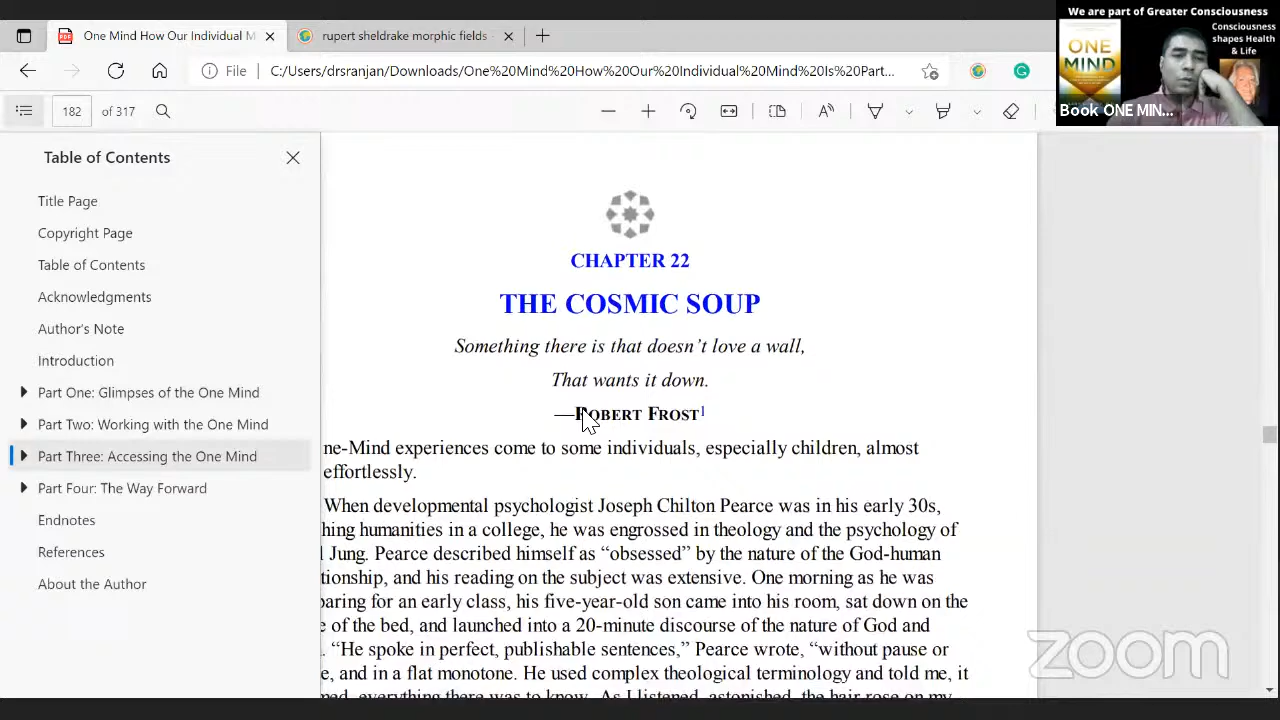 We are part of Greater Consciousness
Consciousness
shapes Health
& Life
ONE
MIND
Book ONE MIN...
One Mind How Our Individual M
rupert sheldrake morphic fields -
File
C:/Users/drsranjan/Downloads/One%20Mind%20How%20Our%20Individual%20Mind%20Is%20Part...
182 of 317
Table of Contents
Title Page
Copyright Page
Table of Contents
Acknowledgments
Author's Note
Introduction
Part One: Glimpses of the One Mind
Part Two: Working with the One Mind
Part Three: Accessing the One Mind
Part Four: The Way Forward
Endnotes
References
About the Author
CHAPTER 22
THE COSMIC SOUP
Something there is that doesn’t love a wall,
That wants it down.
—ROBERT FROST1
ne-Mind experiences come to some individuals, especially children, almost
effortlessly.
When developmental psychologist Joseph Chilton Pearce was in his early 30s,
hing humanities in a college, he was engrossed in theology and the psychology of
l Jung. Pearce described himself as “obsessed” by the nature of the God-human
tionship, and his reading on the subject was extensive. One morning as he was
paring for an early class, his five-year-old son came into his room, sat down on the
e of the bed, and launched into a 20-minute discourse of the nature of God and
. “He spoke in perfect, publishable sentences,” Pearce wrote, “without pause or
e, and in a flat monotone. He used complex theological terminology and told me, it
med, everything there was to know. As I listened, astonished, the hair rose on my
zoom